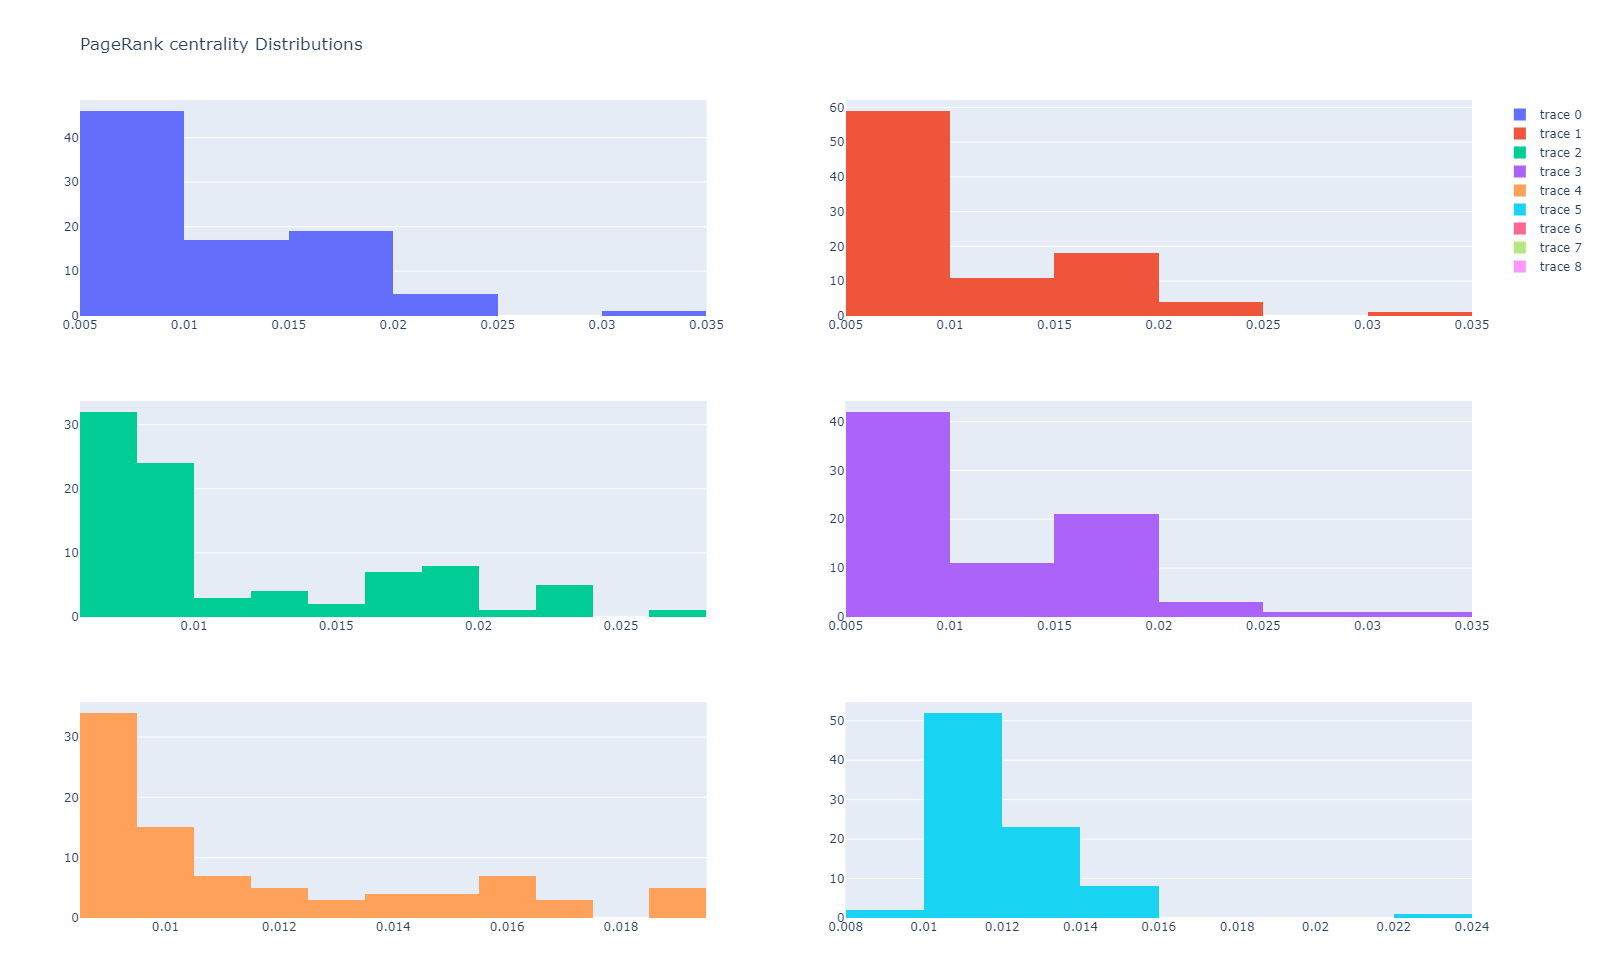 PageRank centrality Distributions
40
30
20
10
0
0.005 0.01 0.015 0.02 0.025 0.03 0.035
60
50
40
30
20
10
0
0.005 0.01 0.015 0.02 0.025 0.03 0.035
trace 0
trace 1
trace 2
trace 3
trace 4
trace 5
trace 6
trace 7
trace 8
30
20
10
0
0.01 0.015 0.02 0.025
40
30
20
10
0
0.005 0.01 0.015 0.02 0.025 0.03 0.035
30
20
10
0
0.01 0.012 0.014 0.016 0.018
50
40
30
20
10
0
0.008 0.01 0.012 0.014 0.016 0.018 0.02 0.022 0.024